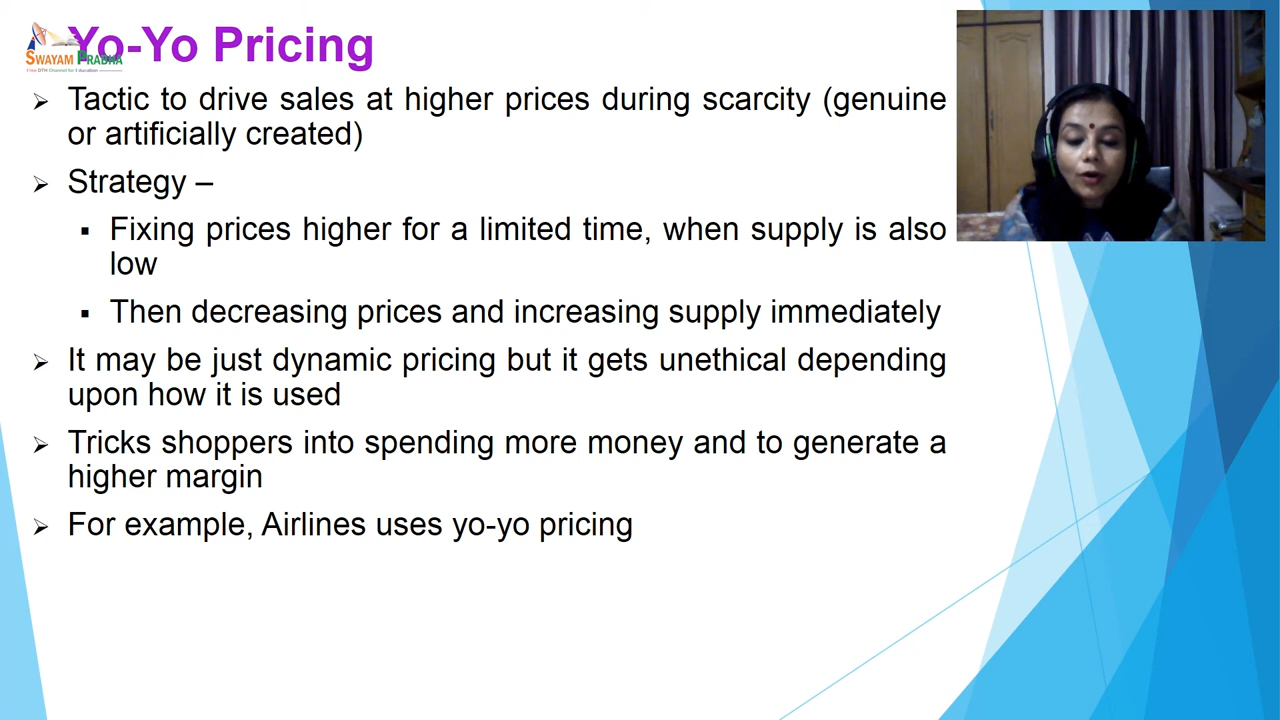 Yo-Yo Pricing
SWAYAM PRABHA
Free DTH Channel for Education
➢ Tactic to drive sales at higher prices during scarcity (genuine
or artificially created)
➢ Strategy –
▪ Fixing prices higher for a limited time, when supply is also
low
▪ Then decreasing prices and increasing supply immediately
➢ It may be just dynamic pricing but it gets unethical depending
upon how it is used
➢ Tricks shoppers into spending more money and to generate a
higher margin
➢ For example, Airlines uses yo-yo pricing